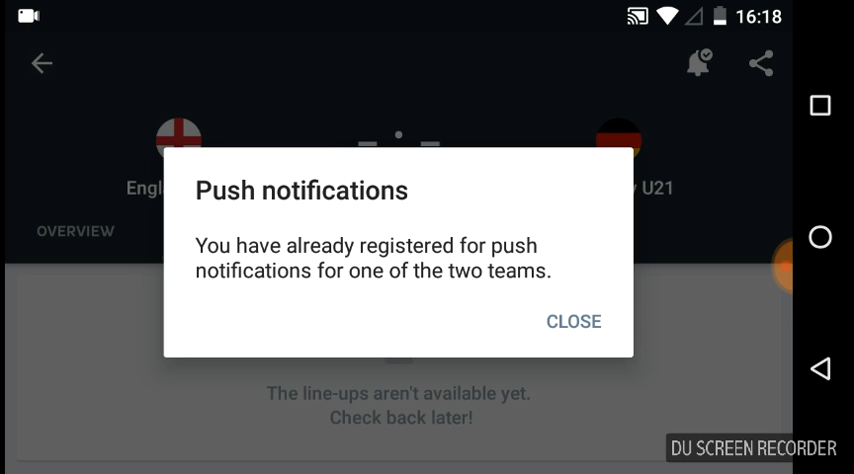 16:18
Engl
y U21
OVERVIEW
Push notifications
You have already registered for push
notifications for one of the two teams.
CLOSE
The line-ups aren't available yet.
Check back later!
DU SCREEN RECORDER